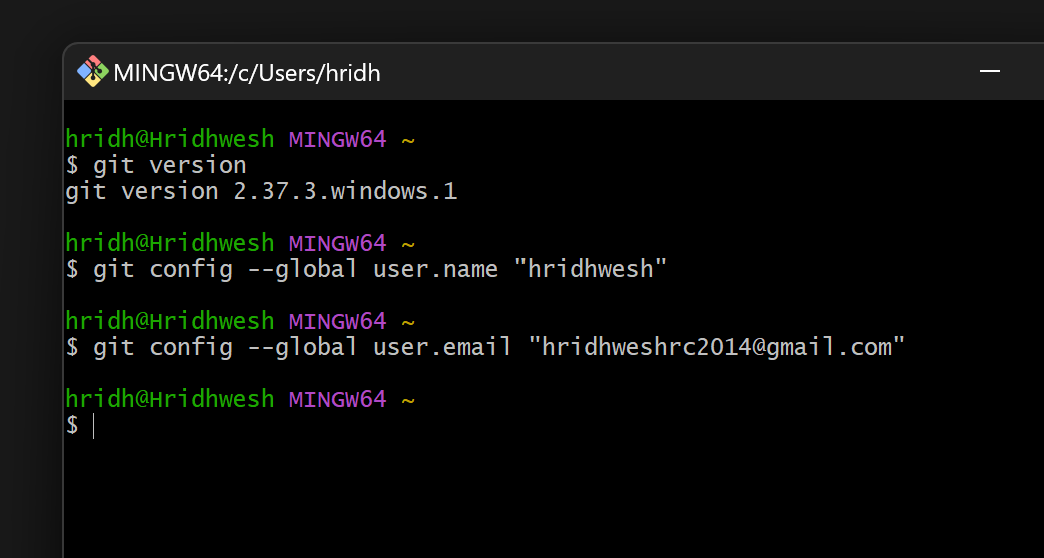 MINGW64:/c/Users/hridh
hridh@Hridhwesh MINGW64 ~
$ git version
git version 2.37.3.windows.1
hridh@Hridhwesh MINGW64 ~
$ git config --global user.name "hridhwesh"
hridh@Hridhwesh MINGW64 ~
$ git config --global user.email "hridhweshrc2014@gmail.com"
hridh@Hridhwesh MINGW64 ~
$